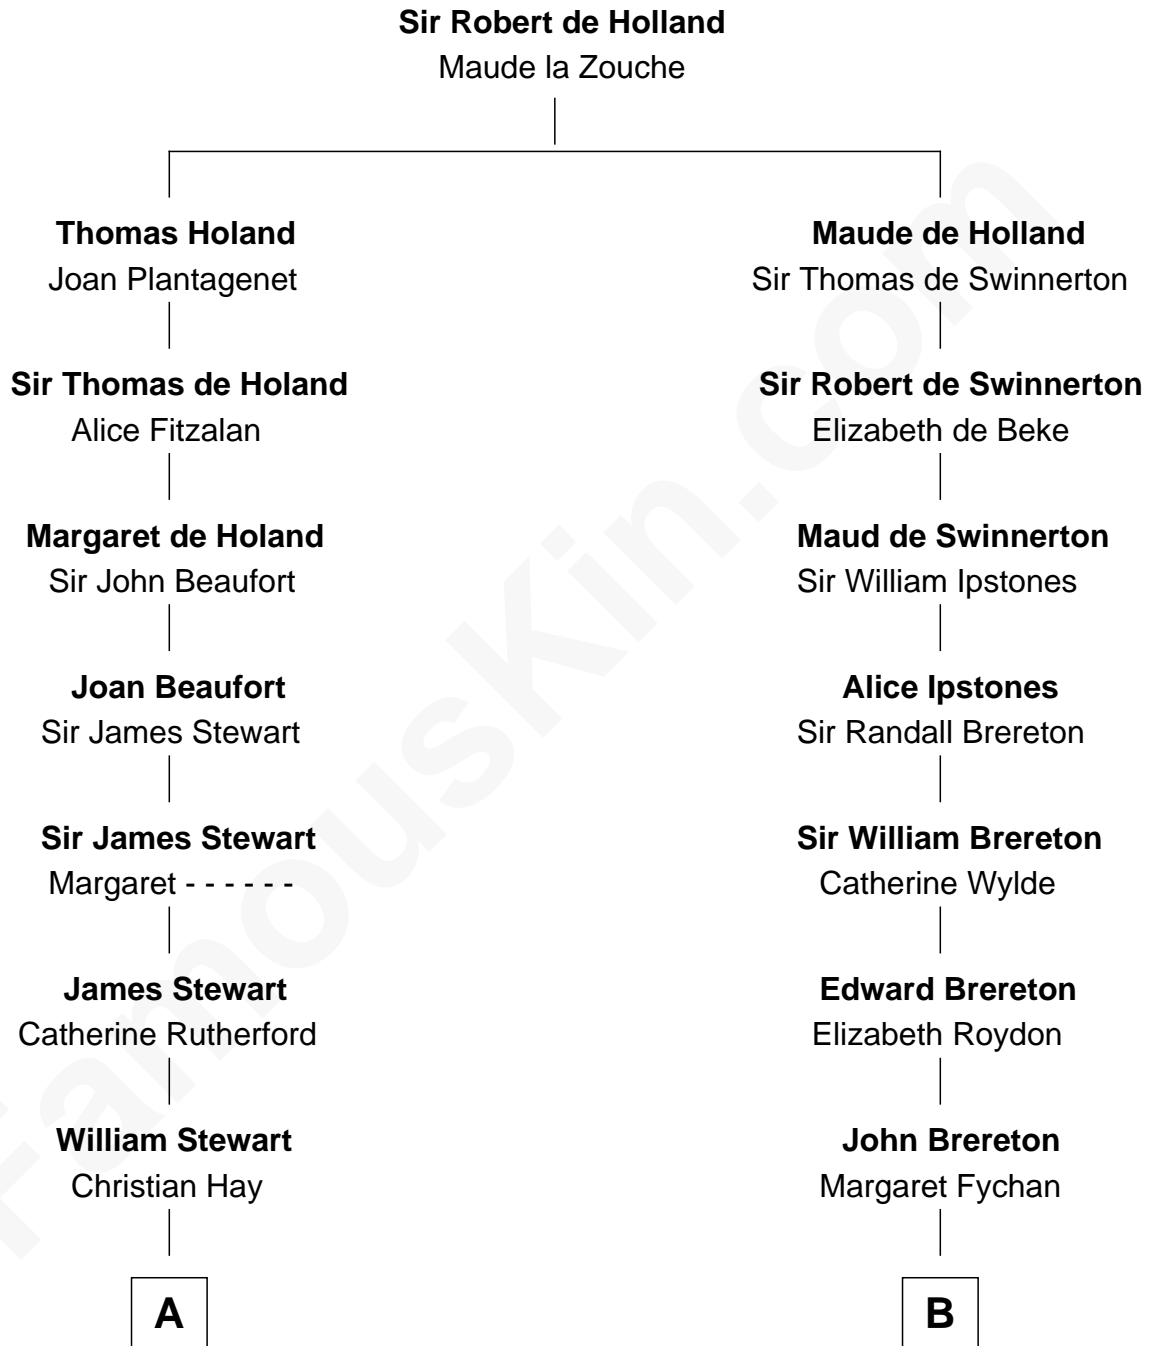 Sir Robert de Holland
Maude la Zouche
Thomas Holand
Joan Plantagenet
Sir Thomas de Holand
Alice Fitzalan
Margaret de Holand
Sir John Beaufort
Joan Beaufort
Sir James Stewart
Sir James Stewart
Margaret - - - - - -
James Stewart
Catherine Rutherford
William Stewart
Christian Hay
A
Maude de Holland
Sir Thomas de Swinnerton
Sir Robert de Swinnerton
Elizabeth de Beke
Maud de Swinnerton
Sir William Ipstones
Alice Ipstones
Sir Randall Brereton
Sir William Brereton
Catherine Wylde
Edward Brereton
Elizabeth Roydon
John Brereton
Margaret Fychan
B
FamousKin.com